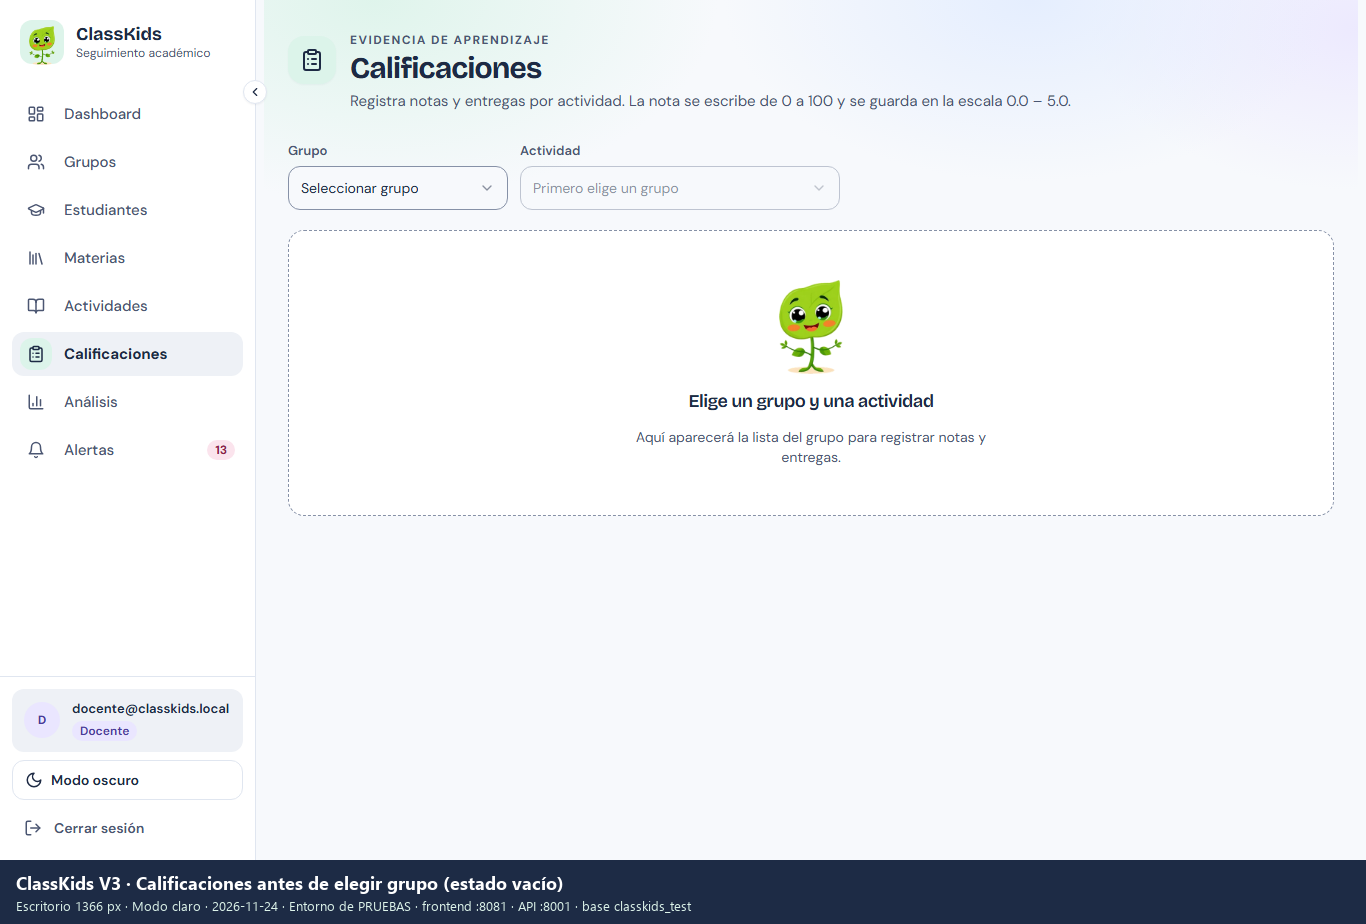 ClassKids
Seguimiento académico
Dashboard
Grupos
Estudiantes
Materias
Actividades
Calificaciones
Análisis
Alertas 13
docente@classkids.local
D
Docente
Modo oscuro
Cerrar sesión
EVIDENCIA DE APRENDIZAJE
Calificaciones
Registra notas y entregas por actividad. La nota se escribe de 0 a 100 y se guarda en la escala 0.0 – 5.0.
Grupo Actividad
Seleccionar grupo Primero elige un grupo
Elige un grupo y una actividad
Aquí aparecerá la lista del grupo para registrar notas y
entregas.
ClassKids V3 · Calificaciones antes de elegir grupo (estado vacío)
Escritorio 1366 px · Modo claro · 2026-11-24 · Entorno de PRUEBAS · frontend :8081 · API :8001 · base classkids_test